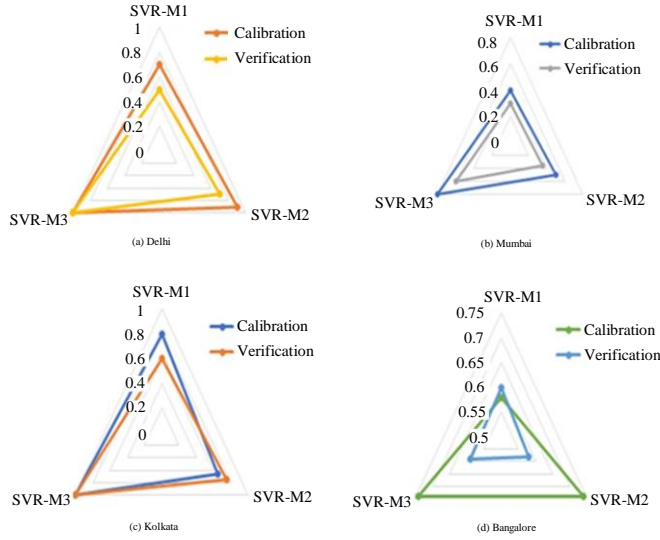 SVR-M1
1
0.8
0.6
0.4
0.2
0
Calibration
Verification
SVR-M3
SVR-M2
(a) Delhi
SVR-M1
0.8
0.6
0.4
0.2
0
Calibration
Verification
SVR-M3
SVR-M2
(b) Mumbai
SVR-M1
1
0.8
0.6
0.4
0.2
0
Calibration
Verification
SVR-M3
SVR-M2
(c) Kolkata
SVR-M1
0.75
0.7
0.65
0.6
0.55
0.5
Calibration
Verification
SVR-M3
SVR-M2
(d) Bangalore